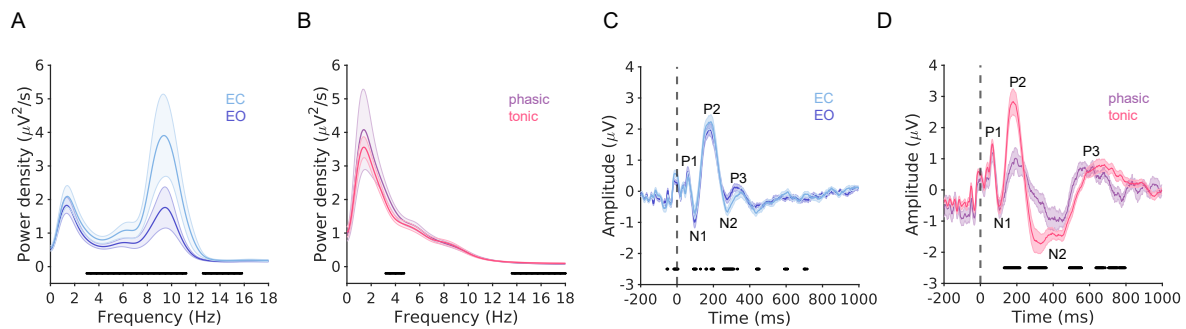 A
B
C
D
Power density (μV²/s)
6
5
4
3
2
1
0
EC
EO
0 2 4 6 8 10 12 14 16 18
Frequency (Hz)
Power density (μV²/s)
6
5
4
3
2
1
0
phasic
tonic
0 2 4 6 8 10 12 14 16 18
Frequency (Hz)
Amplitude (μV)
4
3
2
1
0
-1
-2
-3
P2
EC
EO
P1
P3
N1
N2
-200 0 200 400 600 800 1000
Time (ms)
Amplitude (μV)
4
3
2
1
0
-1
-2
-3
P2
phasic
tonic
P1
P3
N1
N2
-200 0 200 400 600 800 1000
Time (ms)